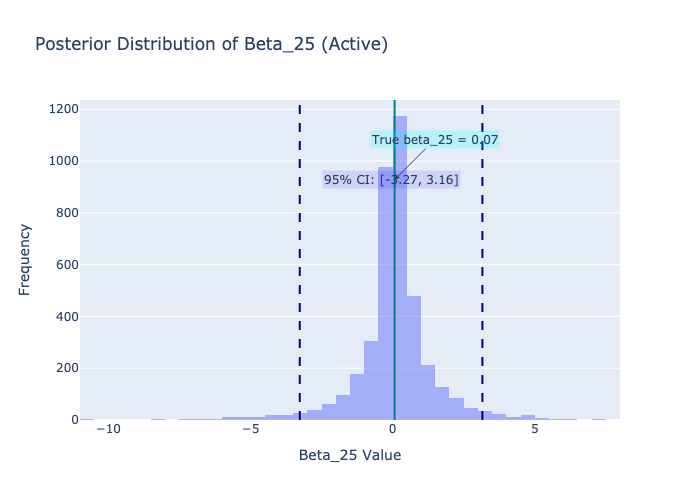 Posterior Distribution of Beta_25 (Active)
1200
1000
800
600
400
200
0
Frequency
True beta_25 = 0.07
95% CI: [-3.27, 3.16]
−10
−5
0
5
Beta_25 Value